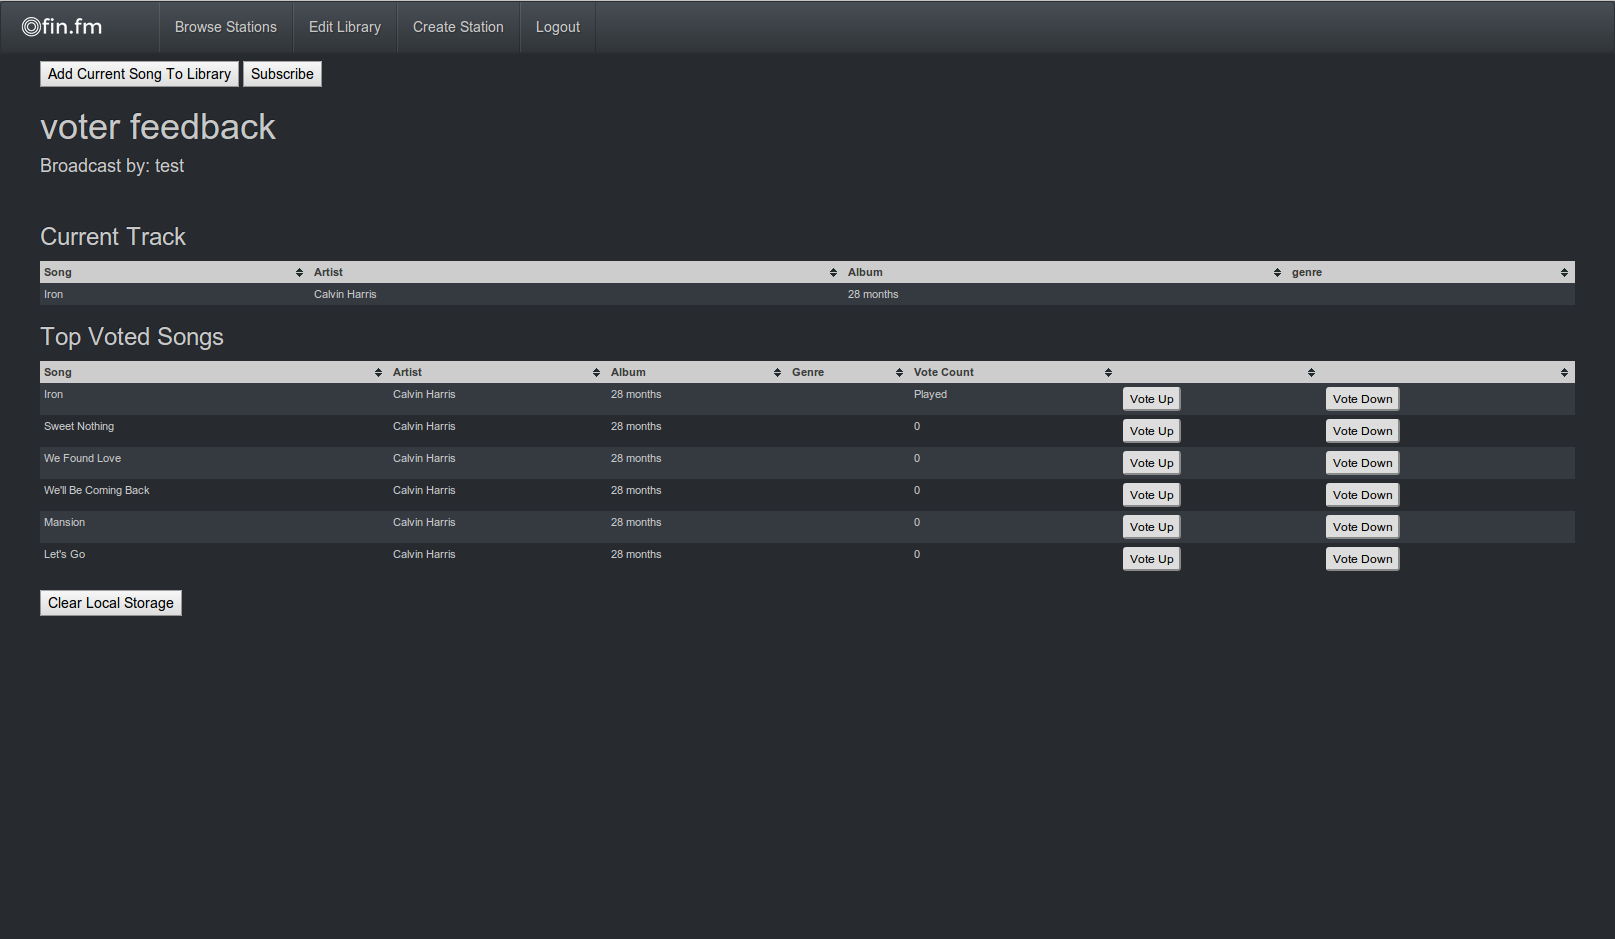 fin.fm Browse Stations Edit Library Create Station Logout
Add Current Song To Library Subscribe
voter feedback
Broadcast by: test
Current Track
Song Artist Album genre
Iron Calvin Harris 28 months
Top Voted Songs
Song Artist Album Genre Vote Count
Iron Calvin Harris 28 months Played Vote Up Vote Down
Sweet Nothing Calvin Harris 28 months 0 Vote Up Vote Down
We Found Love Calvin Harris 28 months 0 Vote Up Vote Down
We'll Be Coming Back Calvin Harris 28 months 0 Vote Up Vote Down
Mansion Calvin Harris 28 months 0 Vote Up Vote Down
Let's Go Calvin Harris 28 months 0 Vote Up Vote Down
Clear Local Storage